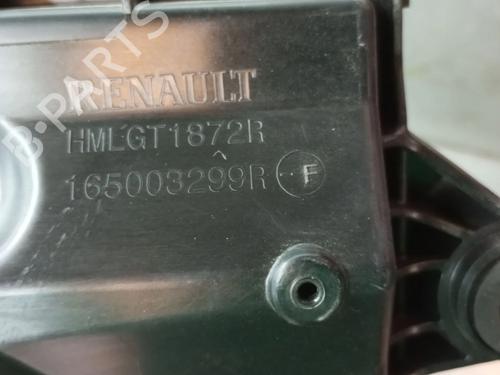 B-PARTS
RENAULT
HMLGT1872R
165003299R F